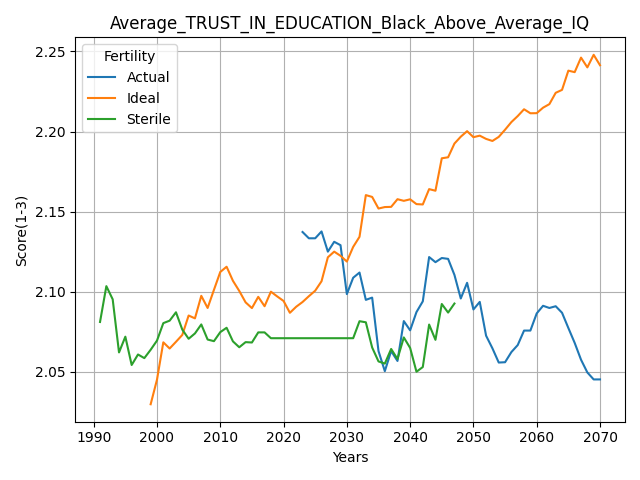 Average_TRUST_IN_EDUCATION_Black_Above_Average_IQ
Fertility
Actual
Ideal
Sterile
2.25
2.20
2.15
2.10
2.05
Score(1-3)
1990 2000 2010 2020 2030 2040 2050 2060 2070
Years